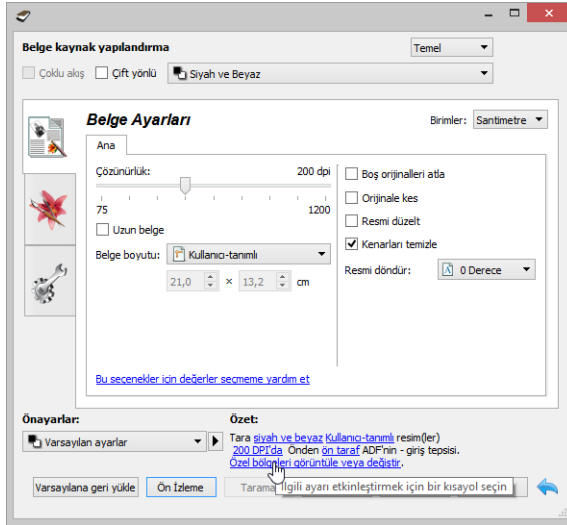 Belge kaynak yapılandırma
Temel
Çoklu akış
Çift yönlü
Siyah ve Beyaz
Belge Ayarları
Birimler:
Santimetre
Ana
Çözünürlük:
200 dpi
75
1200
Uzun belge
Belge boyutu:
Kullanıcı-tanımlı
21,0 × 13,2 cm
Boş orijinalleri atla
Orijinale kes
Resmi düzelt
Kenarları temizle
Resmi döndür:
0 Derece
Bu seçenekler için değerler seçmeme yardım et
Önayarlar:
Varsayılan ayarlar
Özet:
Tara siyah ve beyaz Kullanıcı-tanımlı resim(ler)
200 DPI'da Önden ön taraf ADF'nin - giriş tepsisi.
Özel bölgeleri görüntüle veya değiştir.
Varsayılana geri yükle
Ön İzleme
Tarama
İlgili ayarı etkinleştirmek için bir kısayol seçin